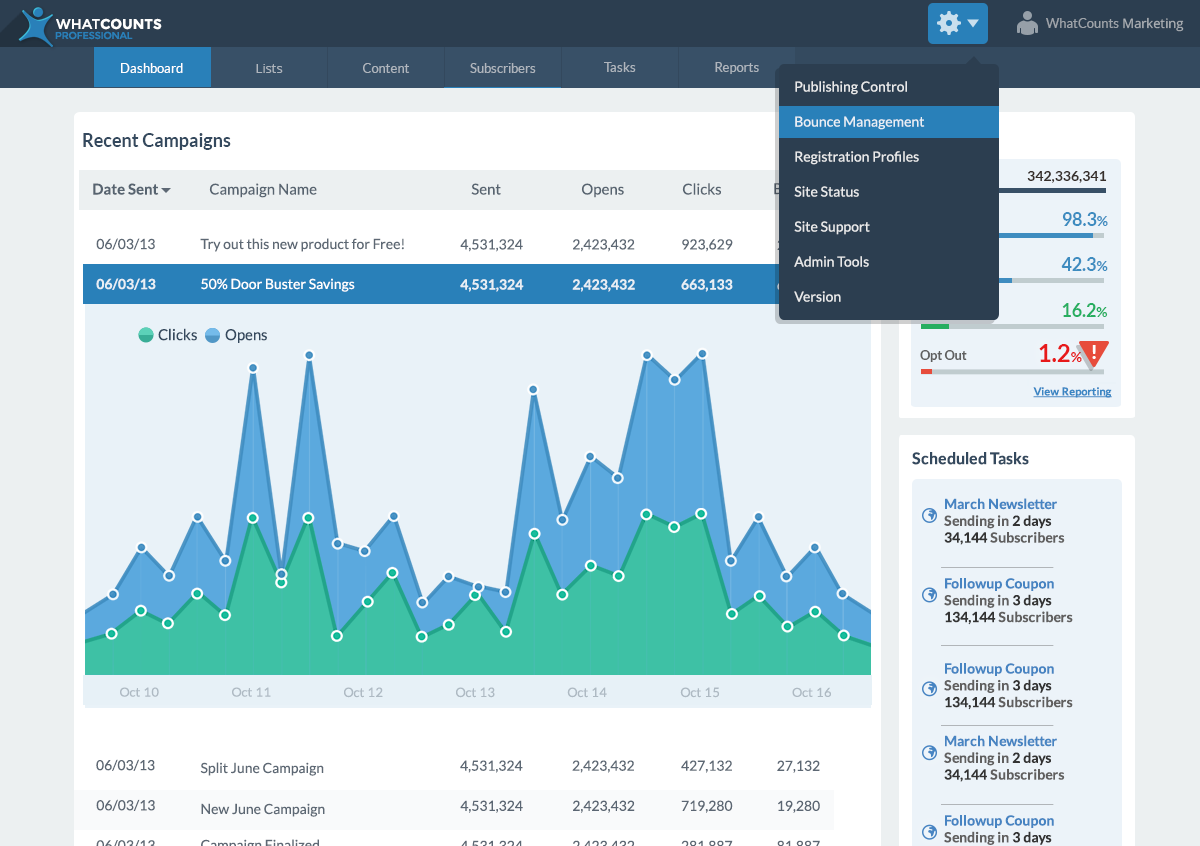 WHATCOUNTS
PROFESSIONAL
WhatCounts Marketing
Dashboard
Lists
Content
Subscribers
Tasks
Reports
Publishing Control
Bounce Management
Registration Profiles
Site Status
Site Support
Admin Tools
Version
Recent Campaigns
Date Sent Campaign Name Sent Opens Clicks
06/03/13 Try out this new product for Free! 4,531,324 2,423,432 923,629
06/03/13 50% Door Buster Savings 4,531,324 2,423,432 663,133
Clicks Opens
Oct 10 Oct 11 Oct 12 Oct 13 Oct 14 Oct 15 Oct 16
06/03/13 Split June Campaign 4,531,324 2,423,432 427,132 27,132
06/03/13 New June Campaign 4,531,324 2,423,432 719,280 19,280
06/03/13 Campaign Finalized 4,531,324 2,423,432 281,887 81,887
342,336,341
98.3%
42.3%
16.2%
Opt Out 1.2% !
View Reporting
Scheduled Tasks
March Newsletter
Sending in 2 days
34,144 Subscribers
Followup Coupon
Sending in 3 days
134,144 Subscribers
Followup Coupon
Sending in 3 days
134,144 Subscribers
March Newsletter
Sending in 2 days
34,144 Subscribers
Followup Coupon
Sending in 3 days